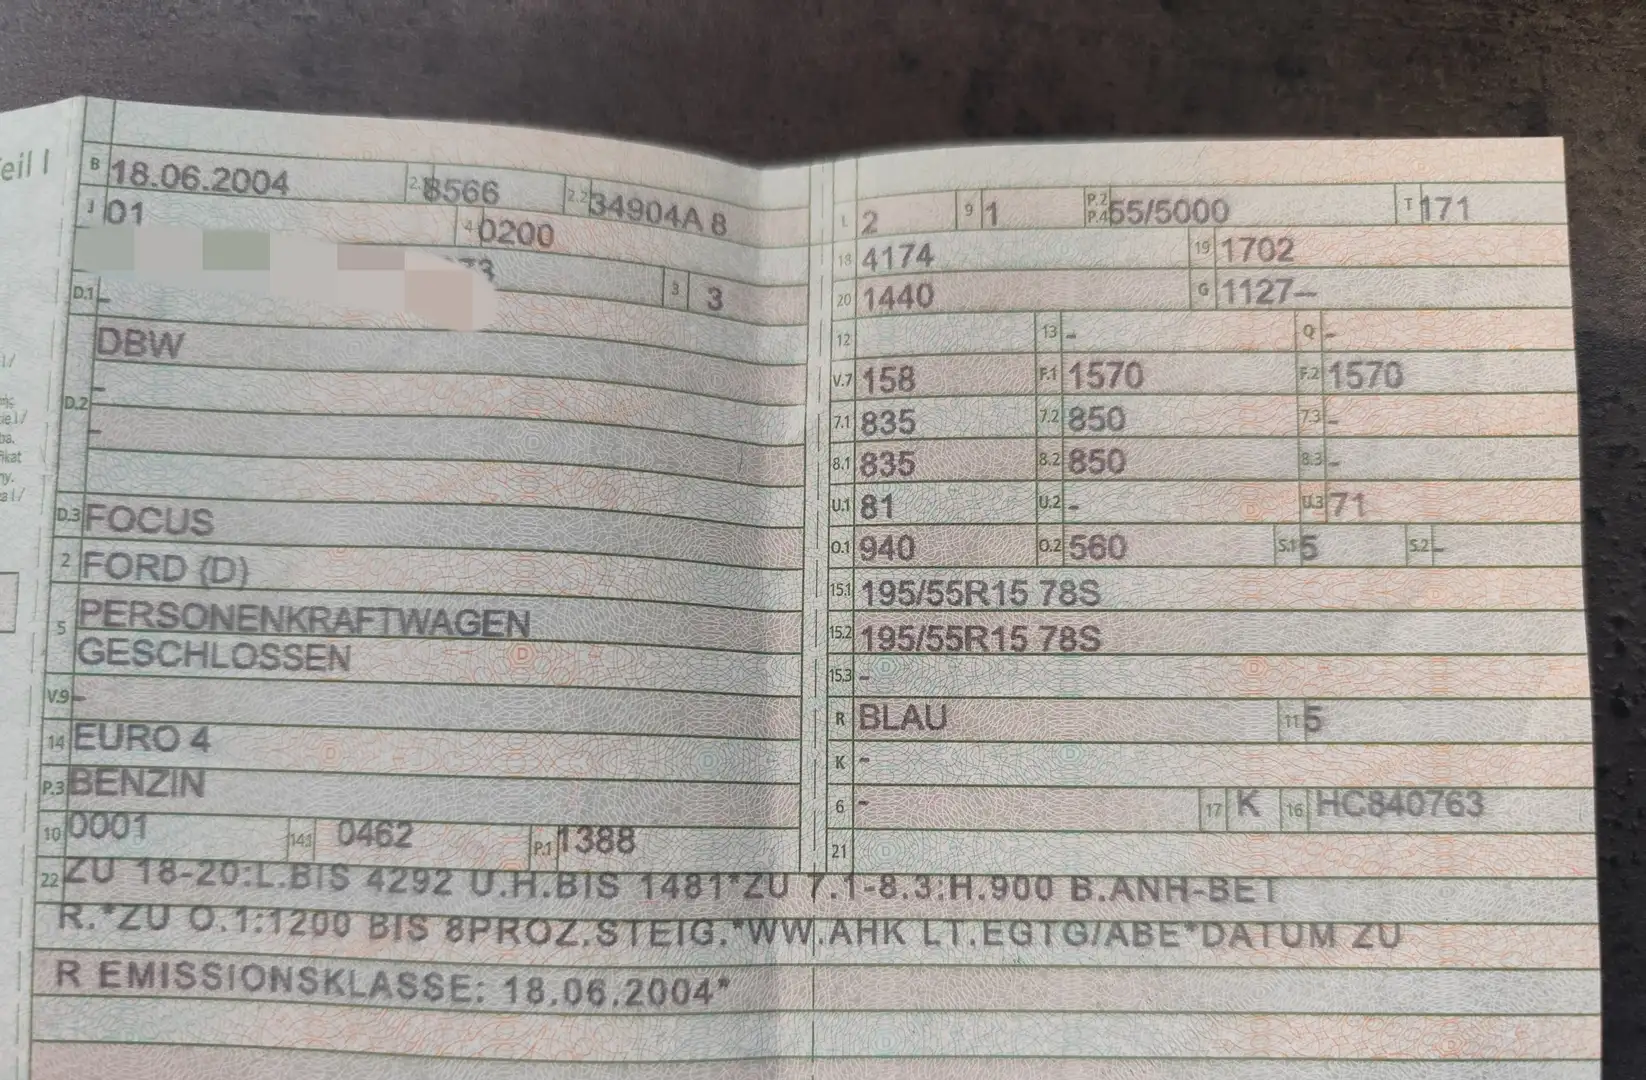 eil I
B 18.06.2004 2.1 8566 2.2 34904A 8
J 01 4 0200
73 3 3
D.1 -
DBW
D.2 -
-
D.3 FOCUS
2 FORD (D)
5 PERSONENKRAFTWAGEN
GESCHLOSSEN
V.9 -
14 EURO 4
P.3 BENZIN
10 0001 14.1 0462 P.1 1388
L 2 9 1 P.2 P.4 55/5000 T 171
18 4174 19 1702
20 1440 G 1127-
12 13 - Q -
V.7 158 F.1 1570 F.2 1570
7.1 835 7.2 850 7.3 -
8.1 835 8.2 850 8.3 -
U.1 81 U.2 - U.3 71
O.1 940 O.2 560 S.1 5 S.2 -
15.1 195/55R15 78S
15.2 195/55R15 78S
15.3 -
R BLAU 11 5
K -
6 - 17 K 16 HC840763
21
22 ZU 18-20:L.BIS 4292 U.H.BIS 1481*ZU 7.1-8.3:H.900 B.ANH-BET
R.*ZU O.1:1200 BIS 8PROZ.STEIG.*WW.AHK LT.EGTG/ABE*DATUM ZU
R EMISSIONSKLASSE: 18.06.2004*